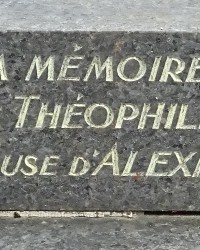 A MÉMOIRE
THÉOPHIL
USE D'ALEX